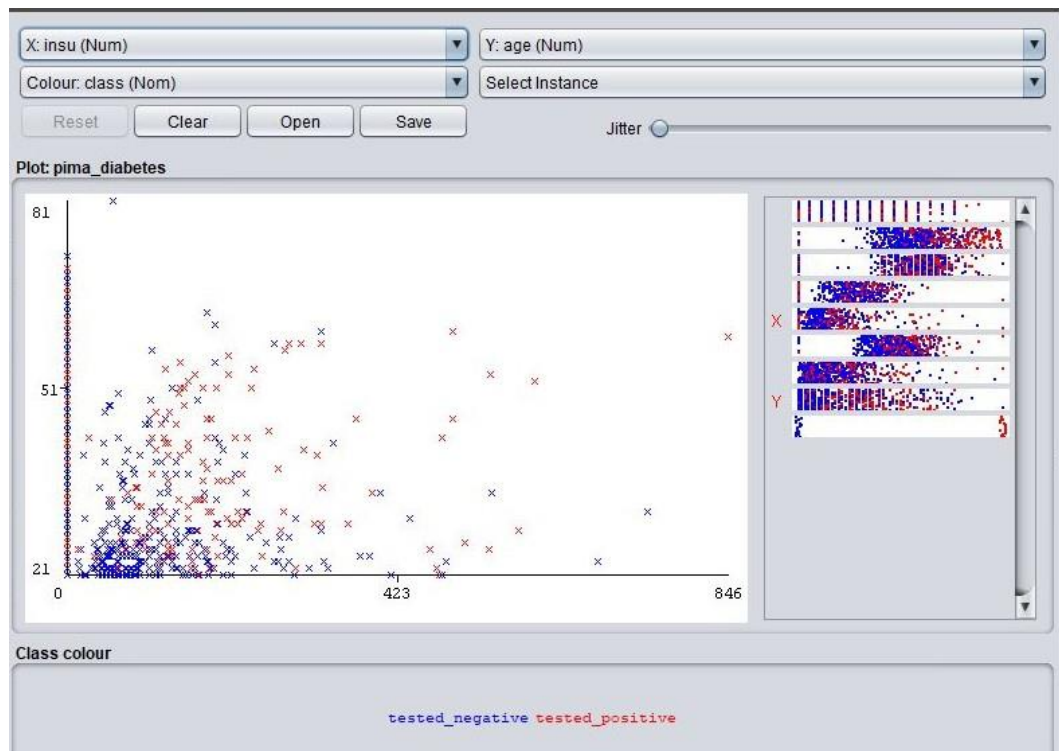 X: insu (Num)
Y: age (Num)
Colour: class (Nom)
Select Instance
Reset
Clear
Open
Save
Jitter
Plot: pima_diabetes
81
51
21
0
423
846
X
Y
Class colour
tested_negative tested_positive